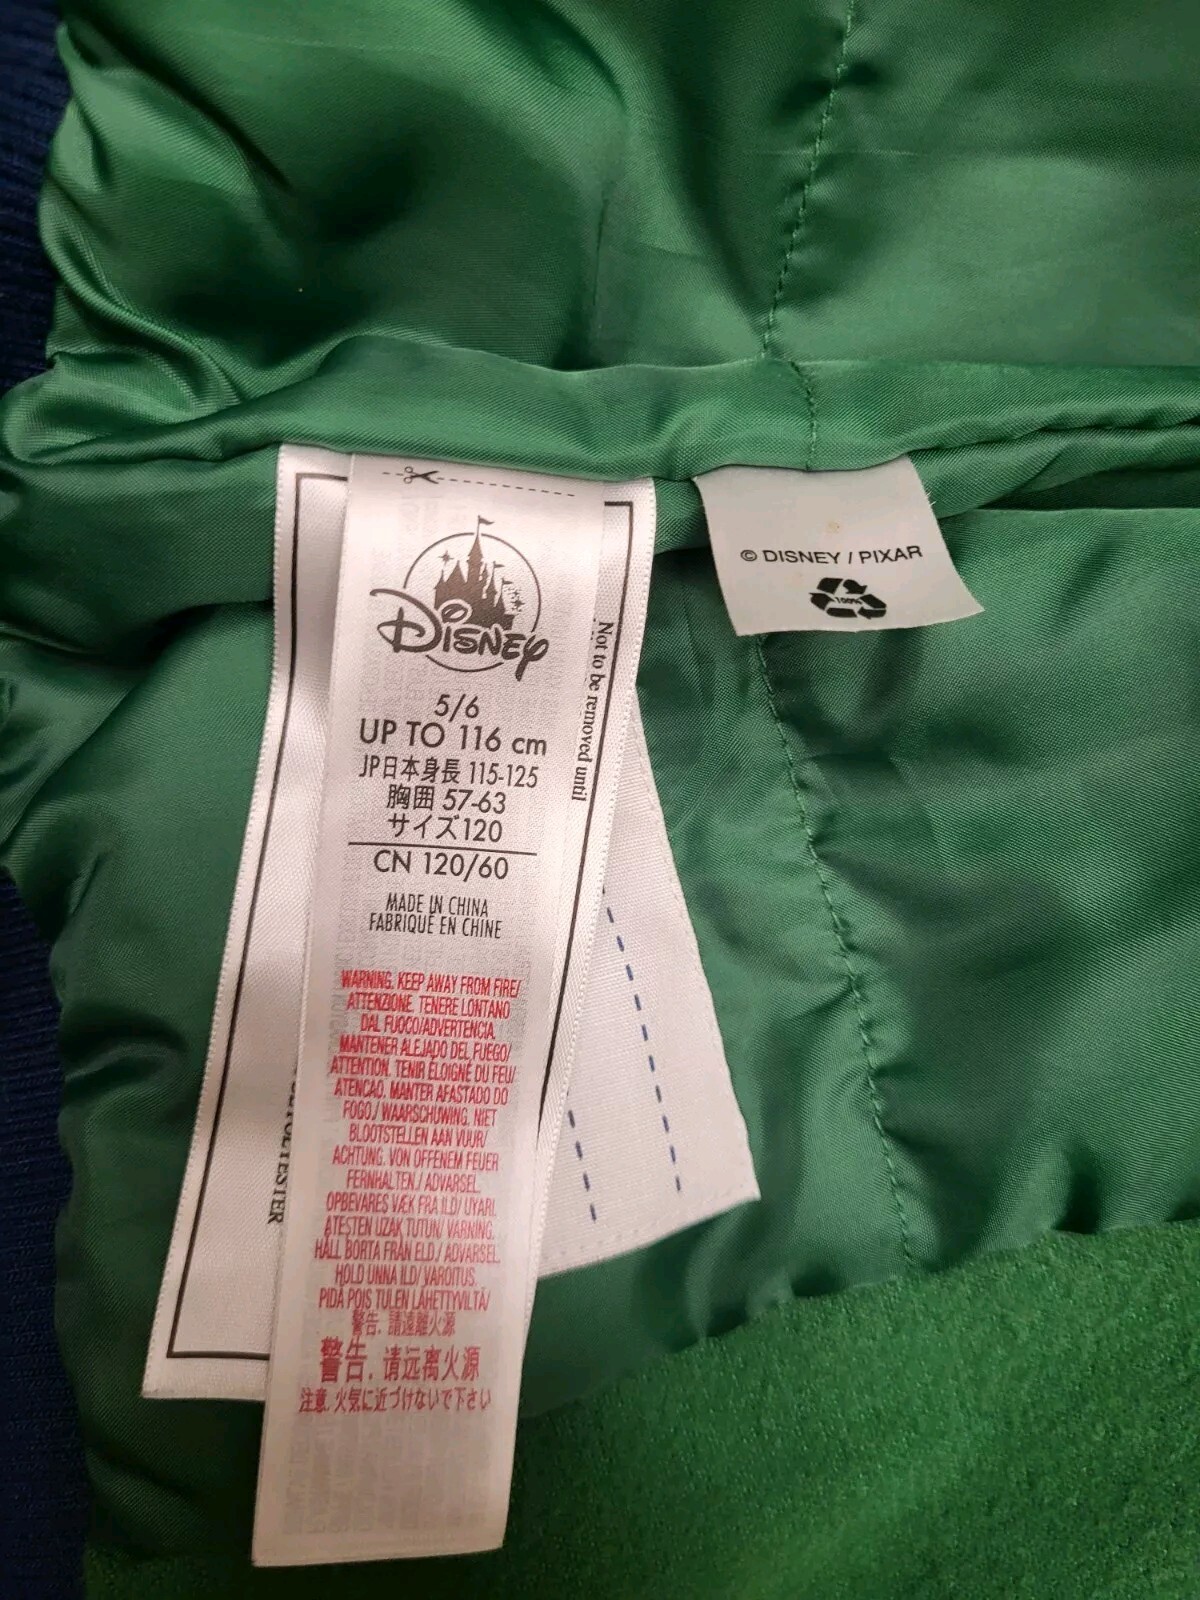 DISNEY
5/6
UP TO 116 cm
JP日本身長 115-125
胸囲 57-63
サイズ120
CN 120/60
MADE IN CHINA
FABRIQUÉ EN CHINE
WARNING. KEEP AWAY FROM FIRE/
ATTENZIONE. TENERE LONTANO
DAL FUOCO/ADVERTENCIA.
MANTENER ALEJADO DEL FUEGO/
ATTENTION. TENIR ÉLOIGNÉ DU FEU/
ATENCAO. MANTER AFASTADO DO
FOGO./ WAARSCHUWING. NIET
BLOOTSTELLEN AAN VUUR/
ACHTUNG. VON OFFENEM FEUER
FERNHALTEN./ ADVARSEL.
OPBEVARES VÆK FRA ILD/ UYARI.
ATESTEN UZAK TUTUN/ VARNING.
HÅLL BORTA FRÅN ELD./ ADVARSEL.
HOLD UNNA ILD/ VAROITUS.
PIDÄ POIS TULEN LÄHETTYVILTÄ/
警告. 請遠離火源
警告. 请远离火源
注意. 火気に近づけないで下さい
Not to be removed until
© DISNEY / PIXAR
100%